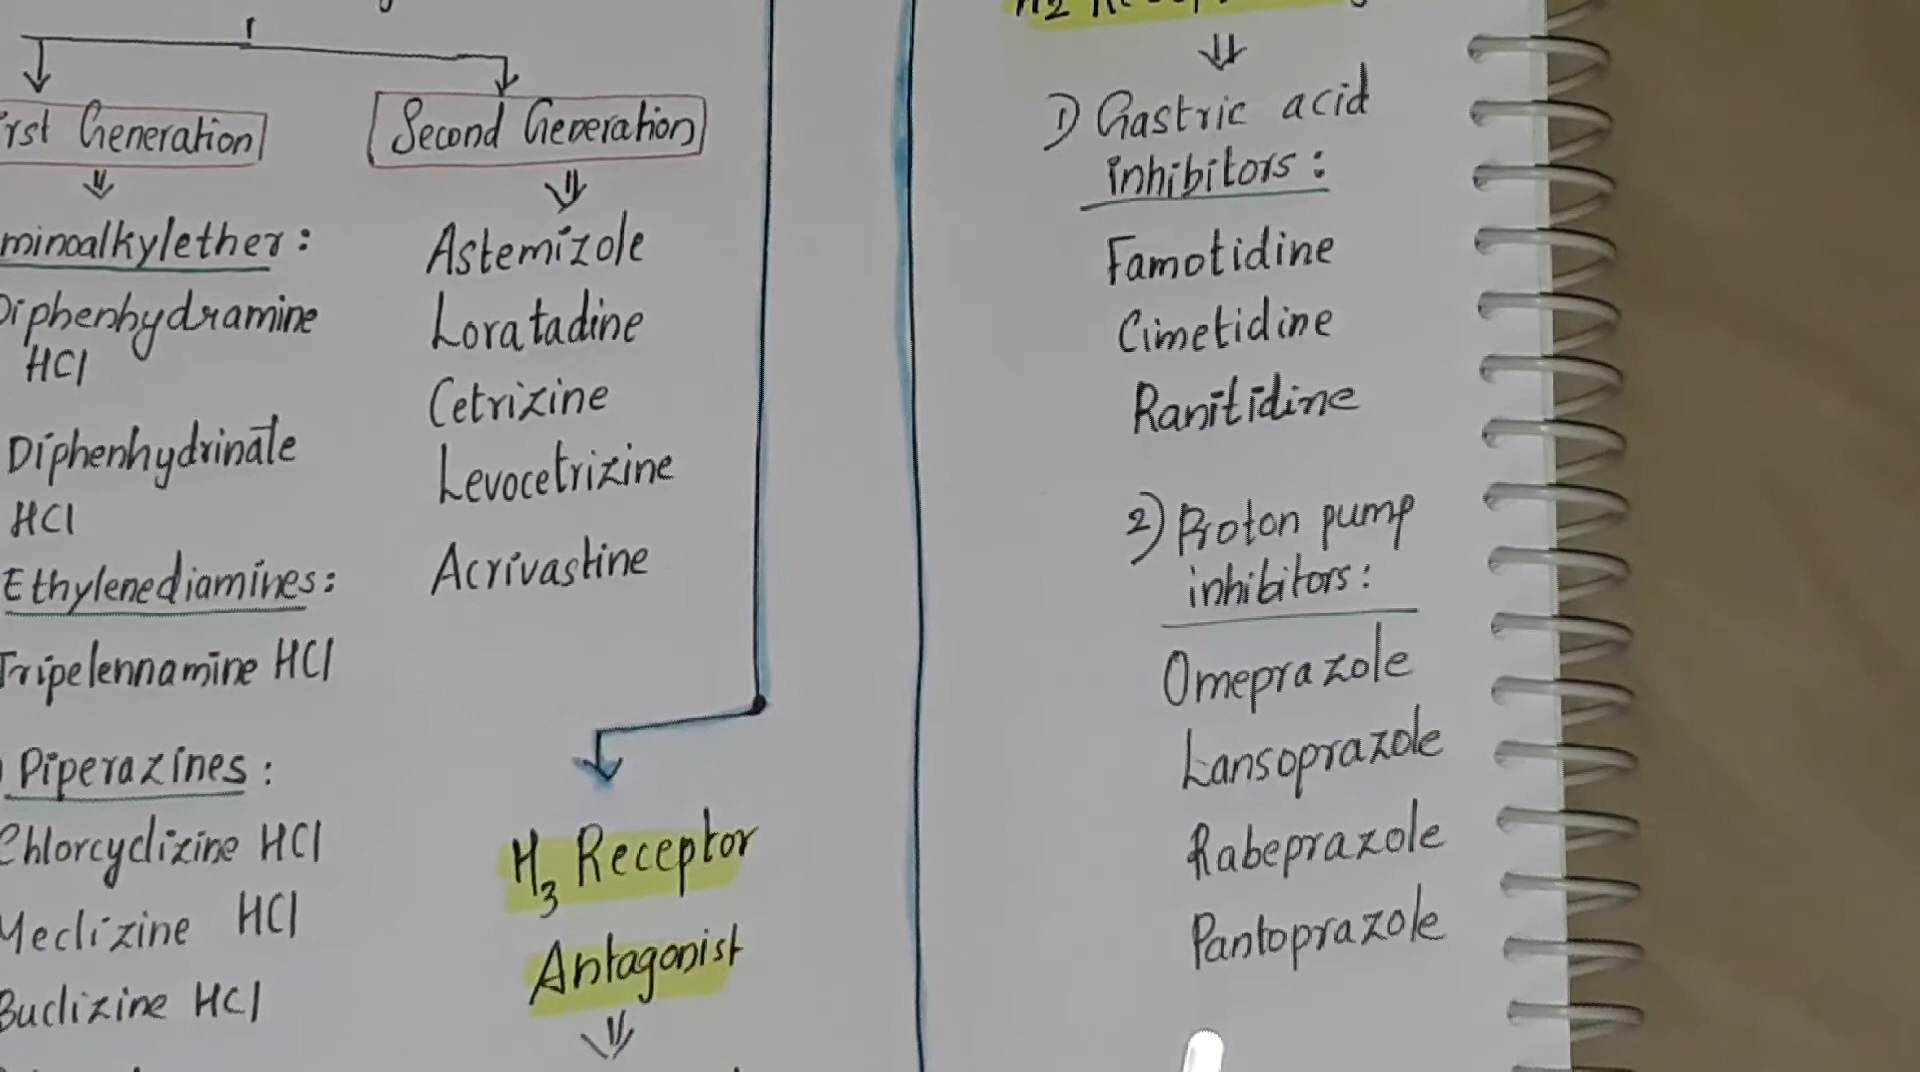 First Generation
Second Generation
minoalkylether:
Diphenhydramine
HCl
Diphenhydrinate
HCl
Ethylenediamines:
Tripelennamine HCl
Piperazines:
Chlorcyclizine HCl
Meclizine HCl
Buclizine HCl
Astemizole
Loratadine
Cetrizine
Levocetrizine
Acrivastine
H3 Receptor
Antagonist
1) Gastric acid
inhibitors:
Famotidine
Cimetidine
Ranitidine
2) Proton pump
inhibitors:
Omeprazole
Lansoprazole
Rabeprazole
Pantoprazole